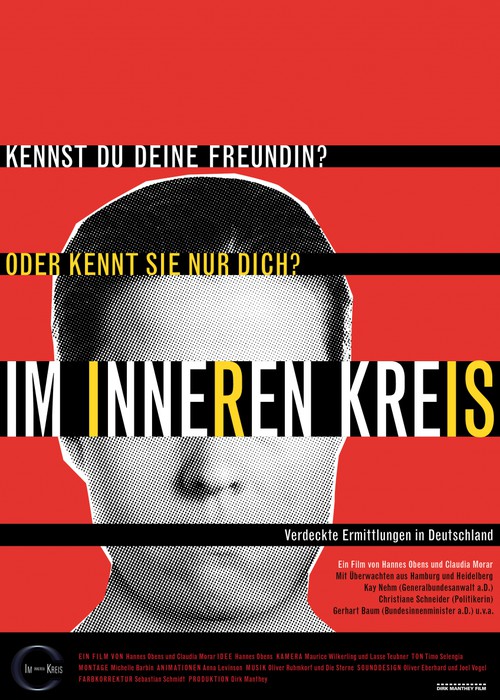 KENNST DU DEINE FREUNDIN?
ODER KENNT SIE NUR DICH?
IM INNEREN KREIS
Verdeckte Ermittlungen in Deutschland
Ein Film von Hannes Obens und Claudia Morar
Mit Überwachten aus Hamburg und Heidelberg
Kay Nehm (Generalbundesanwalt a.D.)
Christiane Schneider (Politikerin)
Gerhart Baum (Bundesinnenminister a.D.) u.v.a.
EIN FILM VON Hannes Obens und Claudia Morar IDEE Hannes Obens KAMERA Maurice Wilkerling und Lasse Teubner TON Timo Selengia
MONTAGE Michelle Barbin ANIMATIONEN Anna Levinson MUSIK Oliver Ruhmkorf und Die Sterne SOUNDDESIGN Oliver Eberhard und Joel Vogel
FARBKORREKTUR Sebastian Schmidt PRODUKTION Dirk Manthey
IM INNEREN KREIS
DIRK MANTHEY FILM